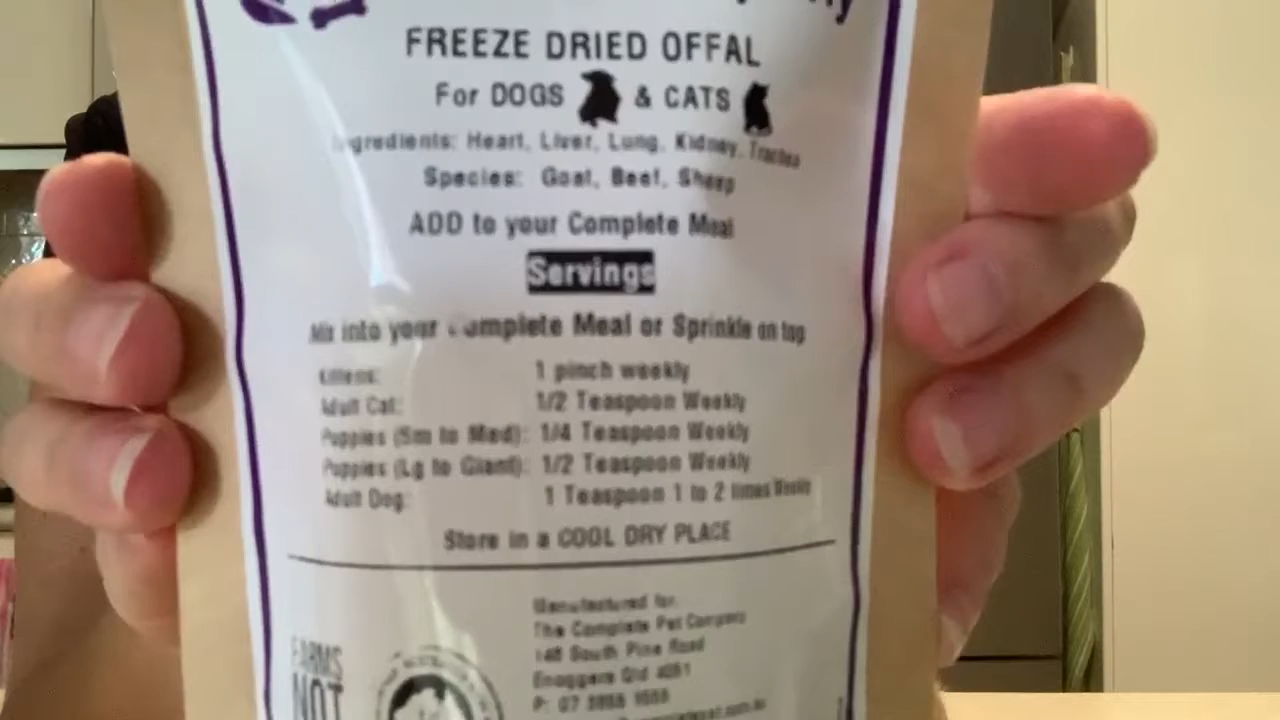 FREEZE DRIED OFFAL
For DOGS & CATS
Ingredients: Heart, Liver, Lung, Kidney, Trachea
Species: Goat, Beef, Sheep
ADD to your Complete Meal
Servings
Mix into your Complete Meal or Sprinkle on top
Kittens: 1 pinch weekly
Adult Cat: 1/2 Teaspoon Weekly
Puppies (Sm to Med): 1/4 Teaspoon Weekly
Puppies (Lg to Giant): 1/2 Teaspoon Weekly
Adult Dog: 1 Teaspoon 1 to 2 times Weekly
Store in a COOL DRY PLACE
Manufactured for:
The Complete Pet Company
148 South Pine Road
Enoggera Qld 4051
P: 07
FARMS
NOT